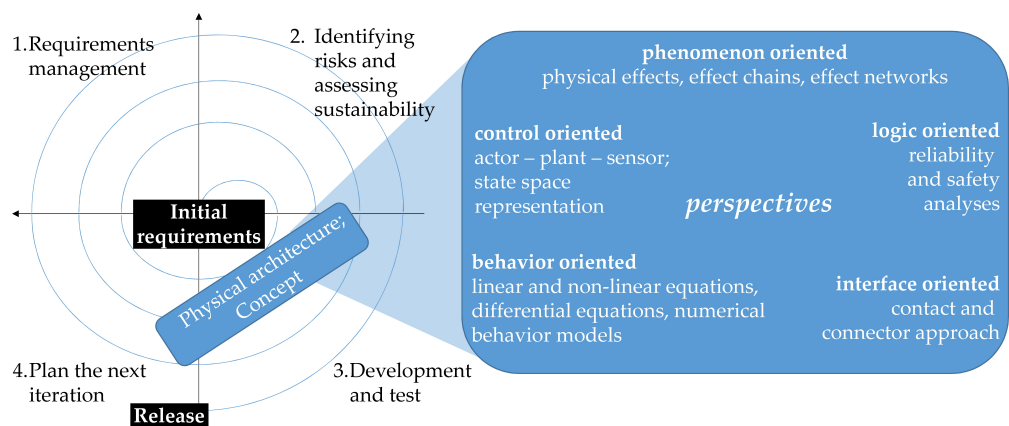 1.Requirements
management
2. Identifying
risks and
assessing
sustainability
Initial
requirements
Physical architecture;
Concept
4.Plan the next
iteration
3.Development
and test
Release
phenomenon oriented
physical effects, effect chains, effect networks
control oriented
actor – plant – sensor;
state space
representation
logic oriented
reliability
and safety
analyses
perspectives
behavior oriented
linear and non-linear equations,
differential equations, numerical
behavior models
interface oriented
contact and
connector approach